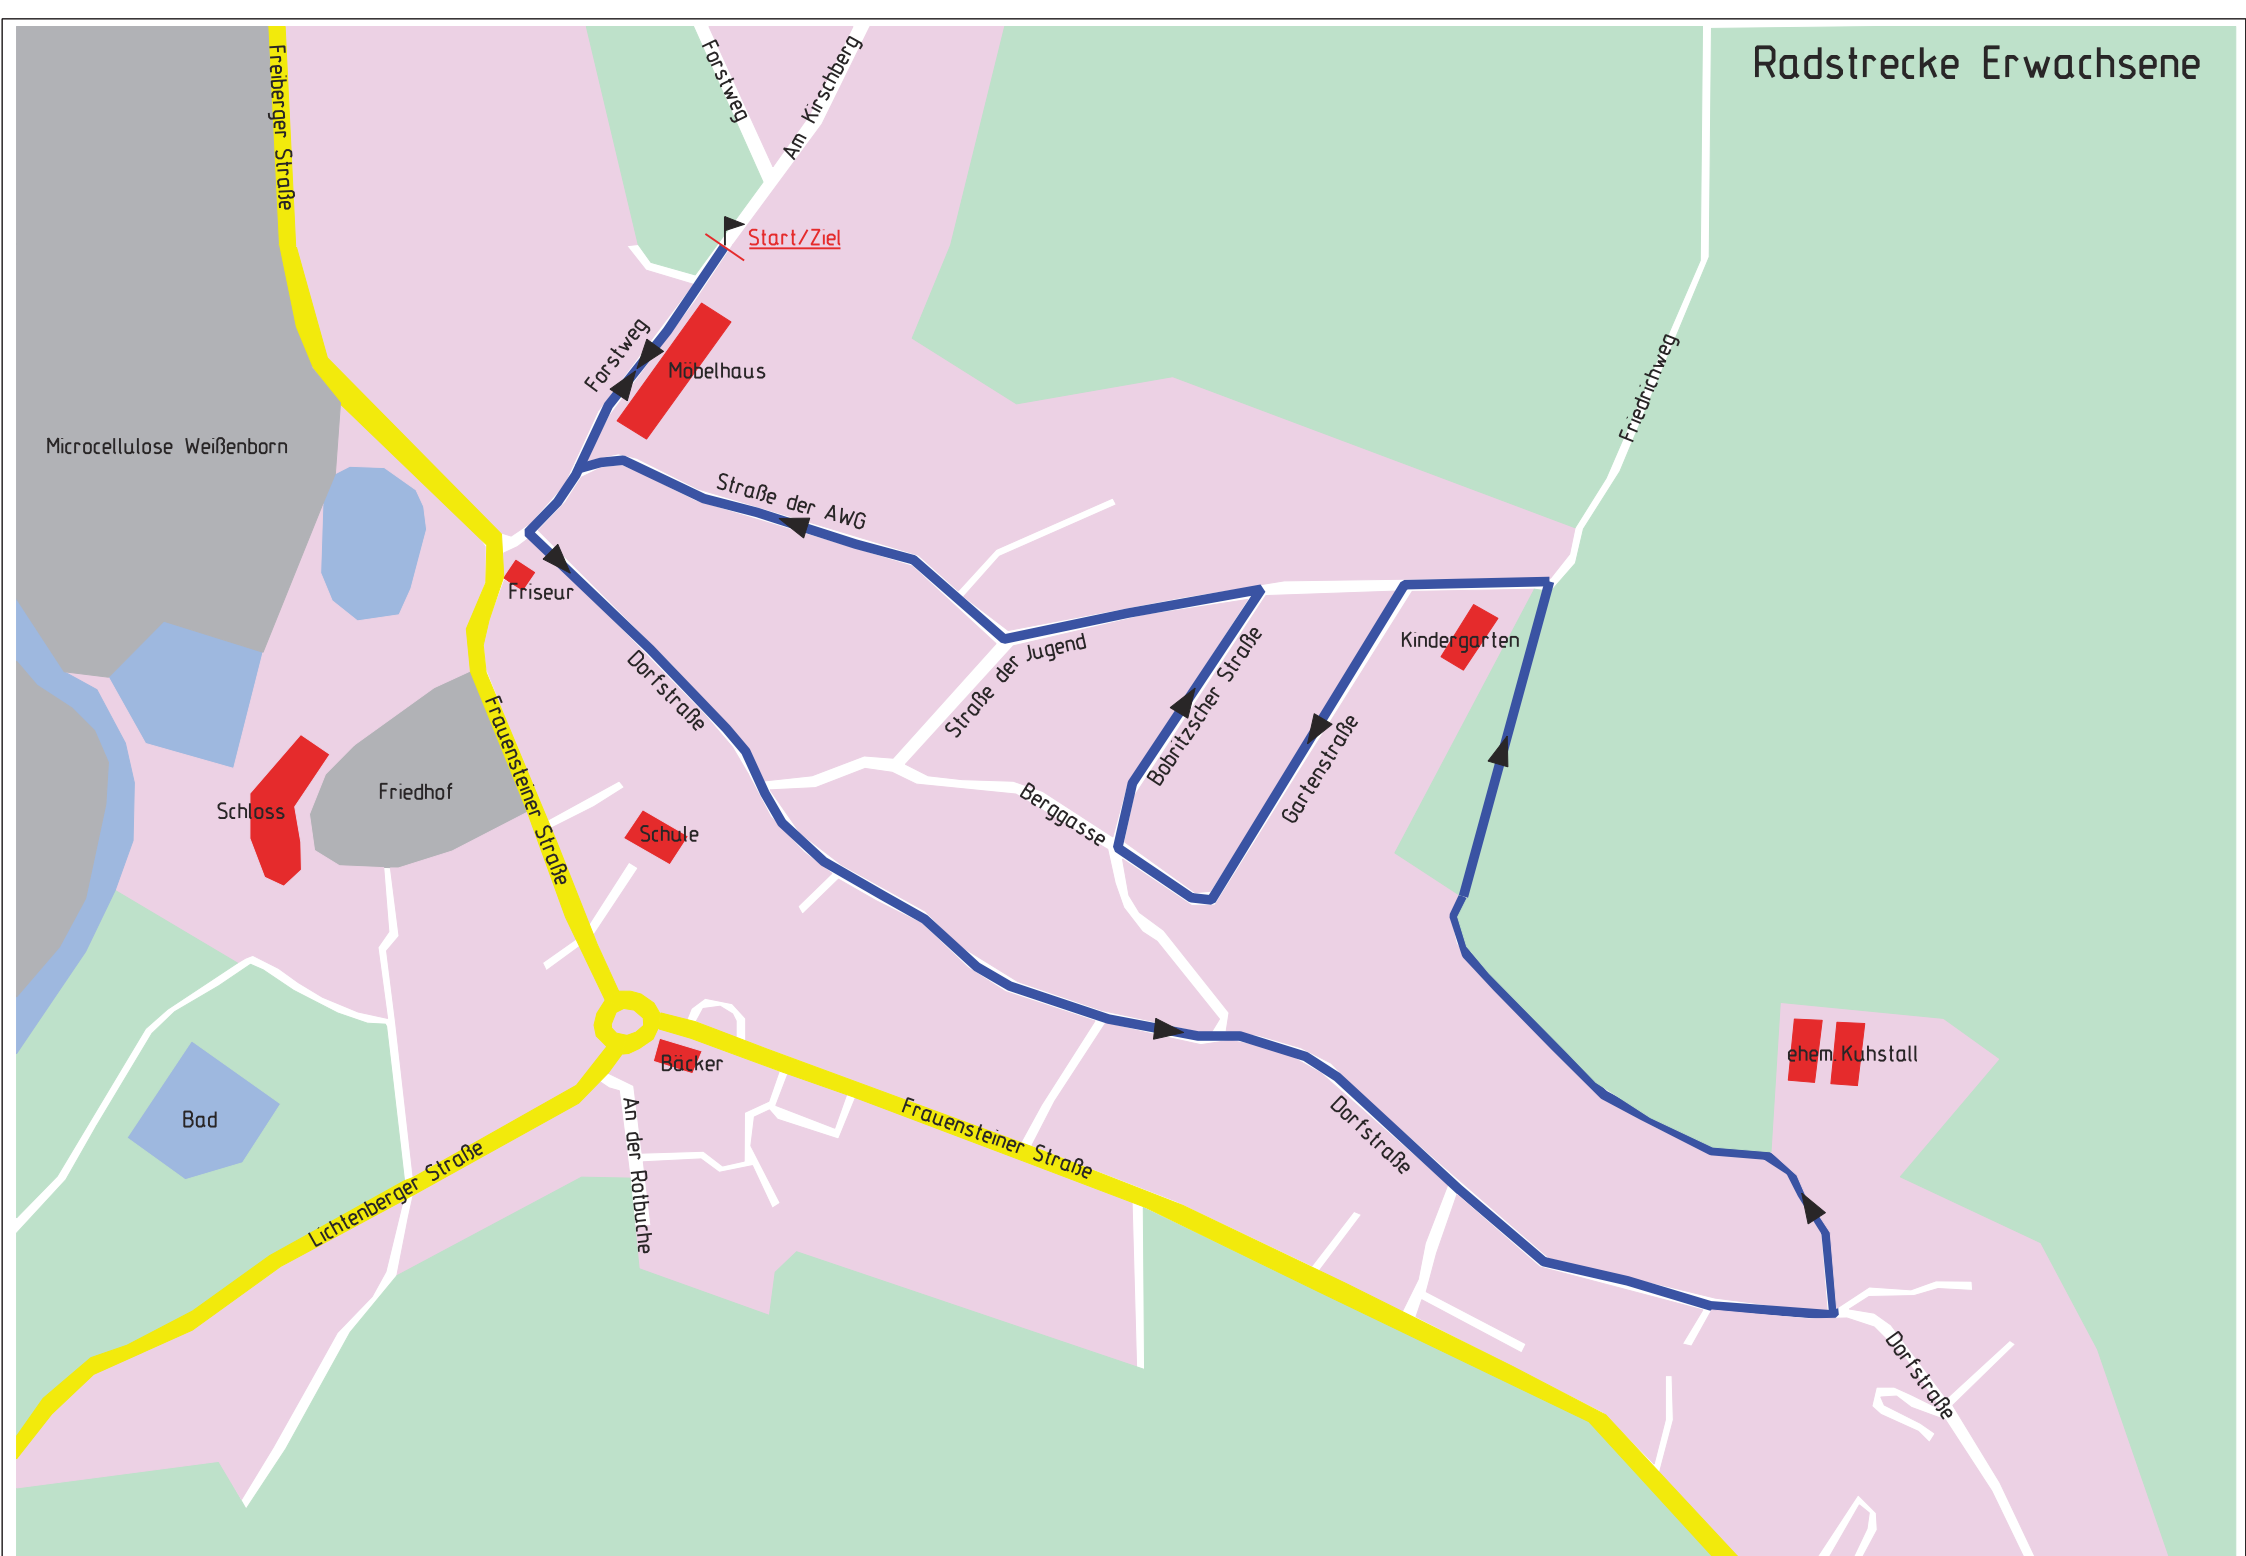 Radstrecke Erwachsene
Freiberger Straße
Forstweg
Am Kirschberg
Start/Ziel
Forstweg
Möbelhaus
Friedrichweg
Microcellulose Weißenborn
Straße der AWG
Friseur
Dorfstraße
Straße der Jugend
Bobritzscher Straße
Kindergarten
Gartenstraße
Frauensteiner Straße
Schloss
Friedhof
Schule
Berggasse
Bäcker
ehem. Kuhstall
Bad
An der Rotbuche
Frauensteiner Straße
Dorfstraße
Lichtenberger Straße
Dorfstraße